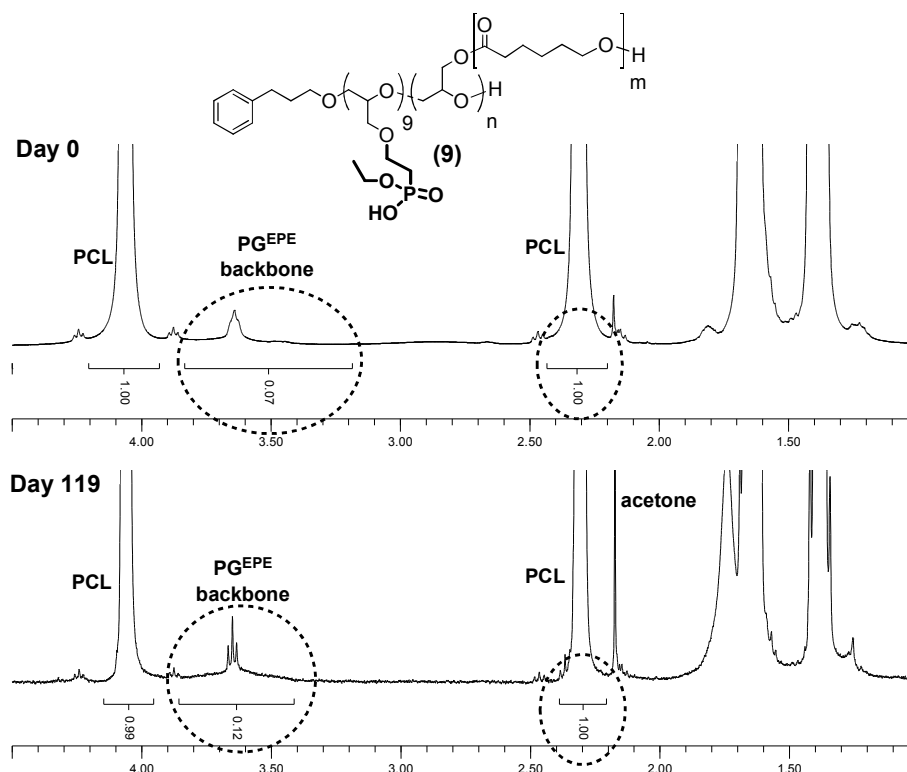 O
O
O
H
m
O
O
O
H
9
n
O
(9)
O
P
O
HO
Day 0
PCL
PG^EPE
backbone
PCL
1.00
0.07
1.00
4.00 3.50 3.00 2.50 2.00 1.50
Day 119
PCL
PG^EPE
backbone
PCL
acetone
0.99
0.12
1.00
4.00 3.50 3.00 2.50 2.00 1.50